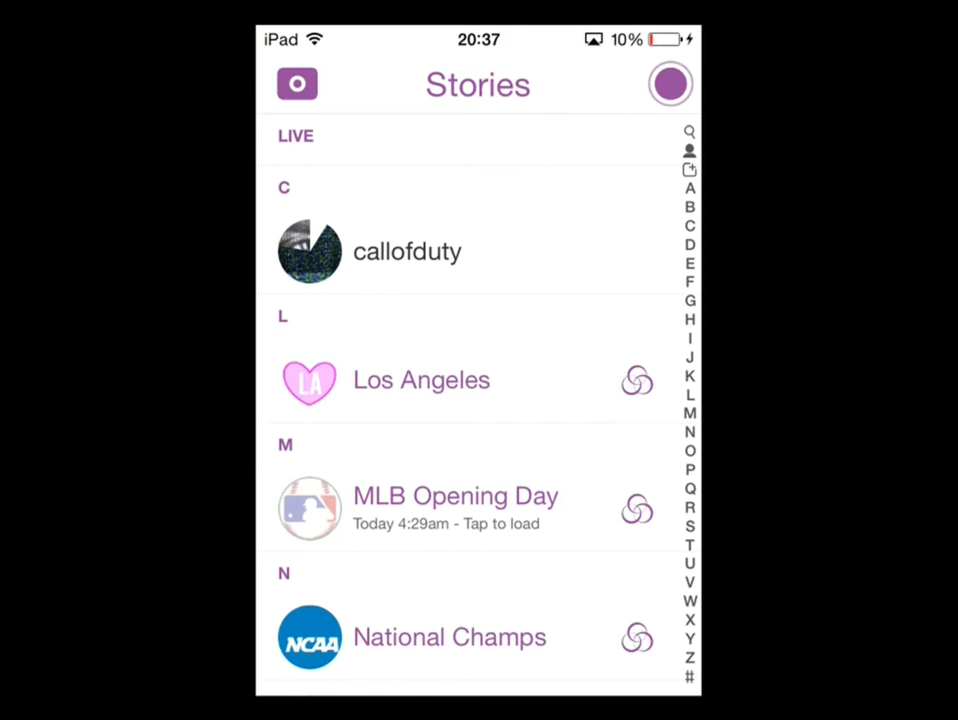 iPad 20:37 10%
Stories
LIVE
C
callofduty
L
LA Los Angeles
M
MLB Opening Day
Today 4:29am - Tap to load
N
NCAA National Champs
A
B
C
D
E
F
G
H
I
J
K
L
M
N
O
P
Q
R
S
T
U
V
W
X
Y
Z
#